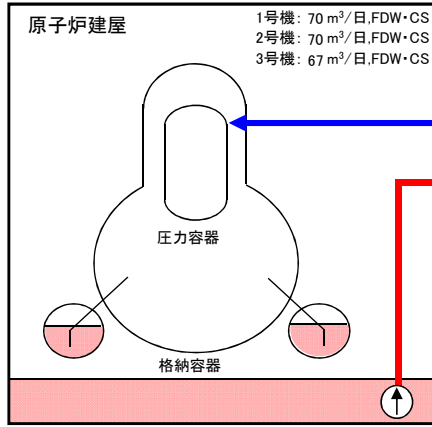 原子炉建屋
1号機: 70 m³/日,FDW・CS
2号機: 70 m³/日,FDW・CS
3号機: 67 m³/日,FDW・CS
圧力容器
格納容器